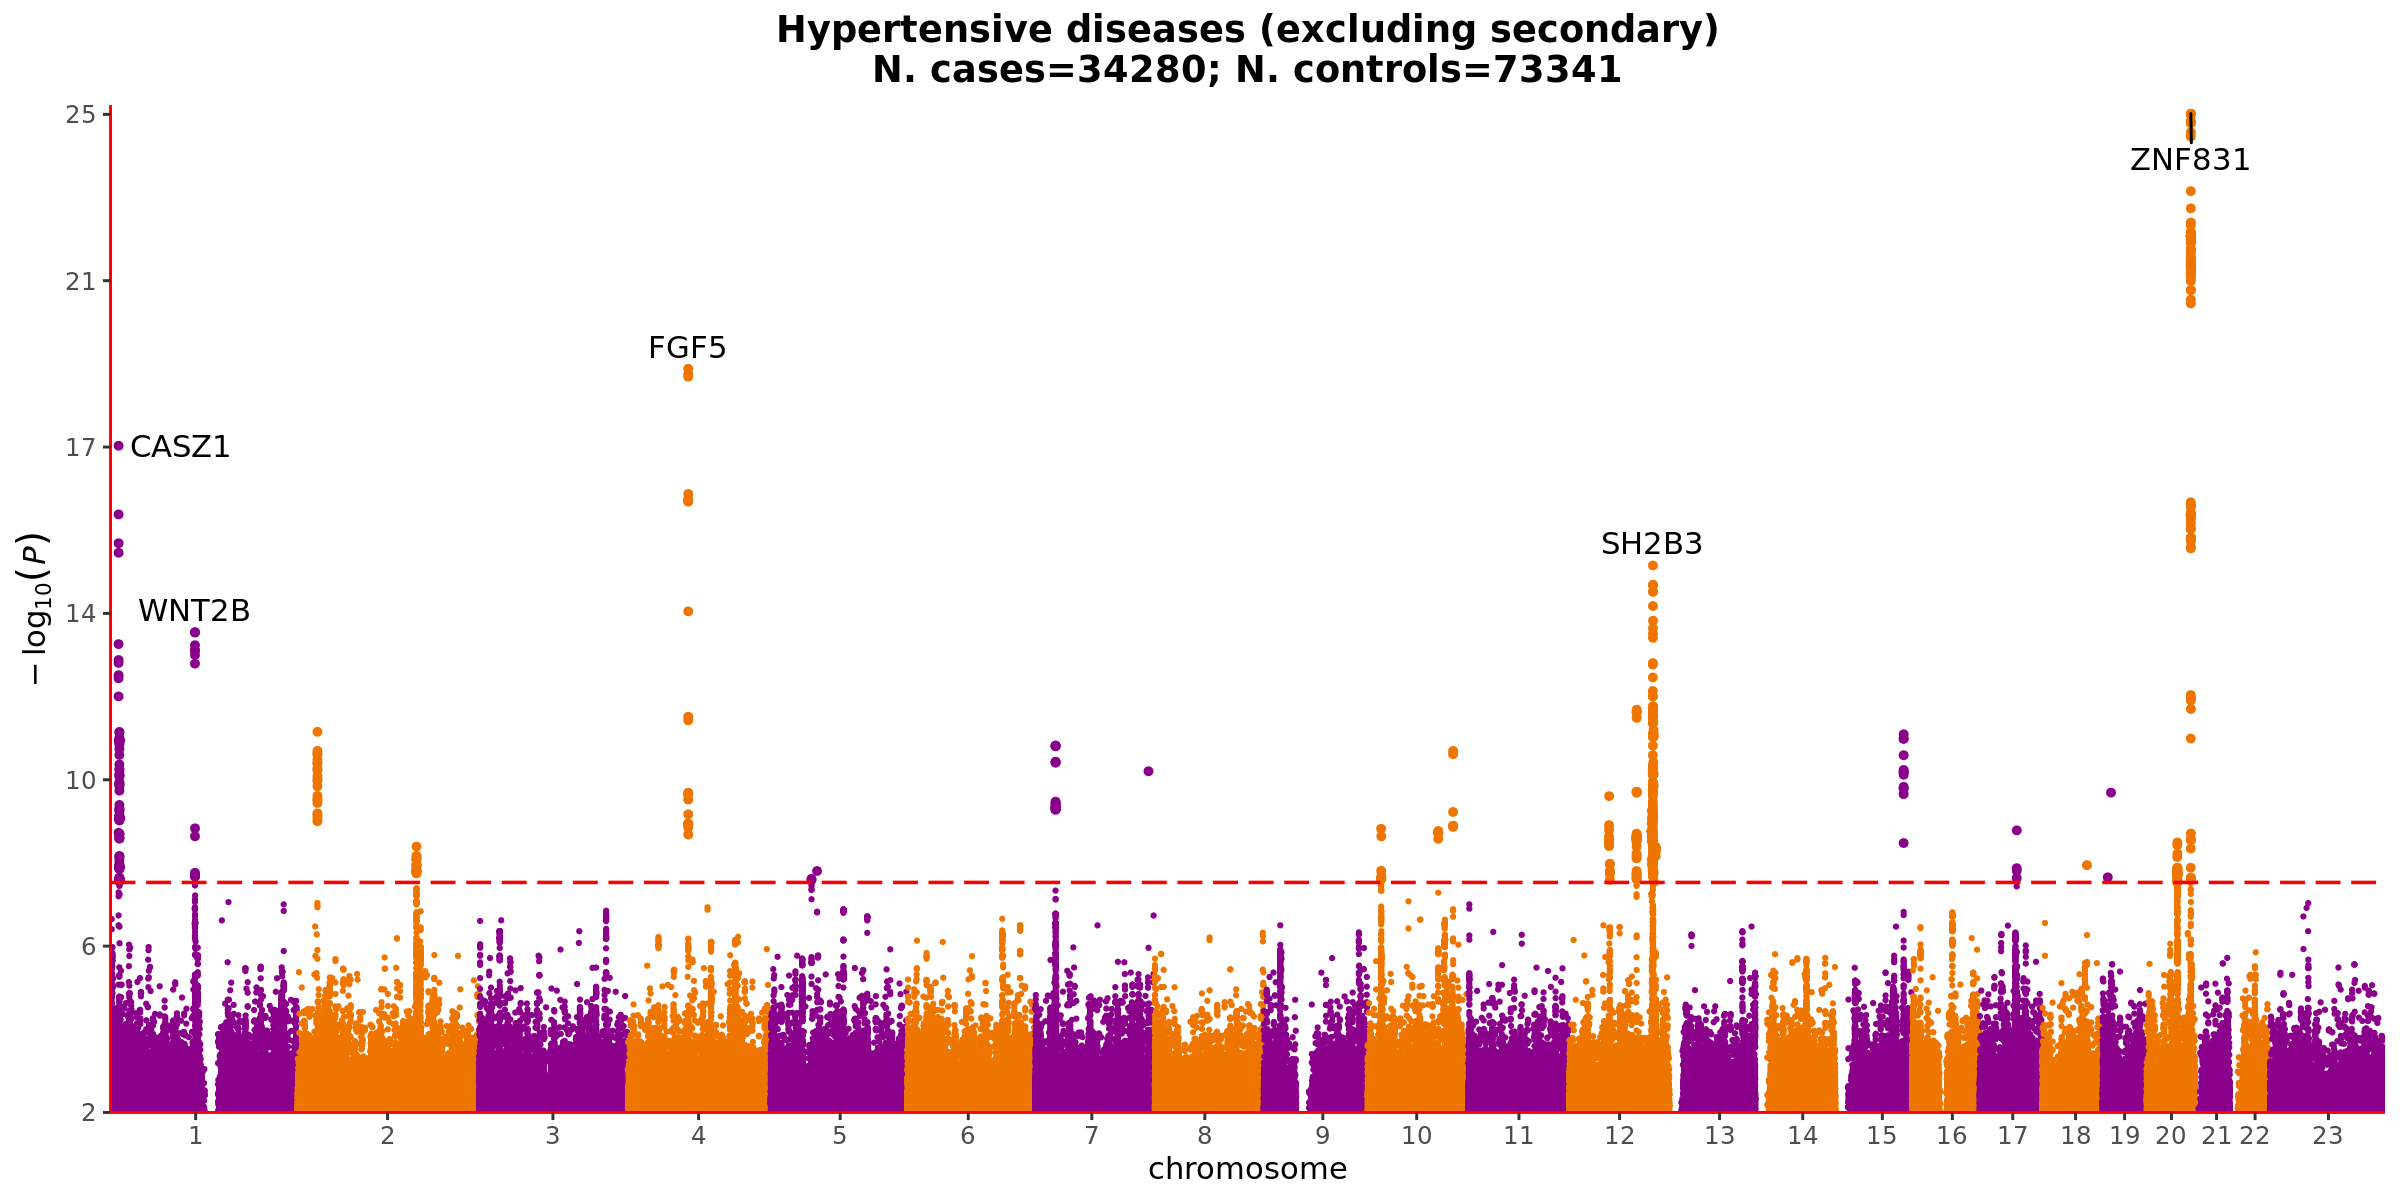 Hypertensive diseases (excluding secondary)
N. cases=34280; N. controls=73341
25
21
17
14
10
6
2
− log₁₀(P)
ZNF831
FGF5
CASZ1
SH2B3
WNT2B
1 2 3 4 5 6 7 8 9 10 11 12 13 14 15 16 17 18 19 20 21 22 23
chromosome